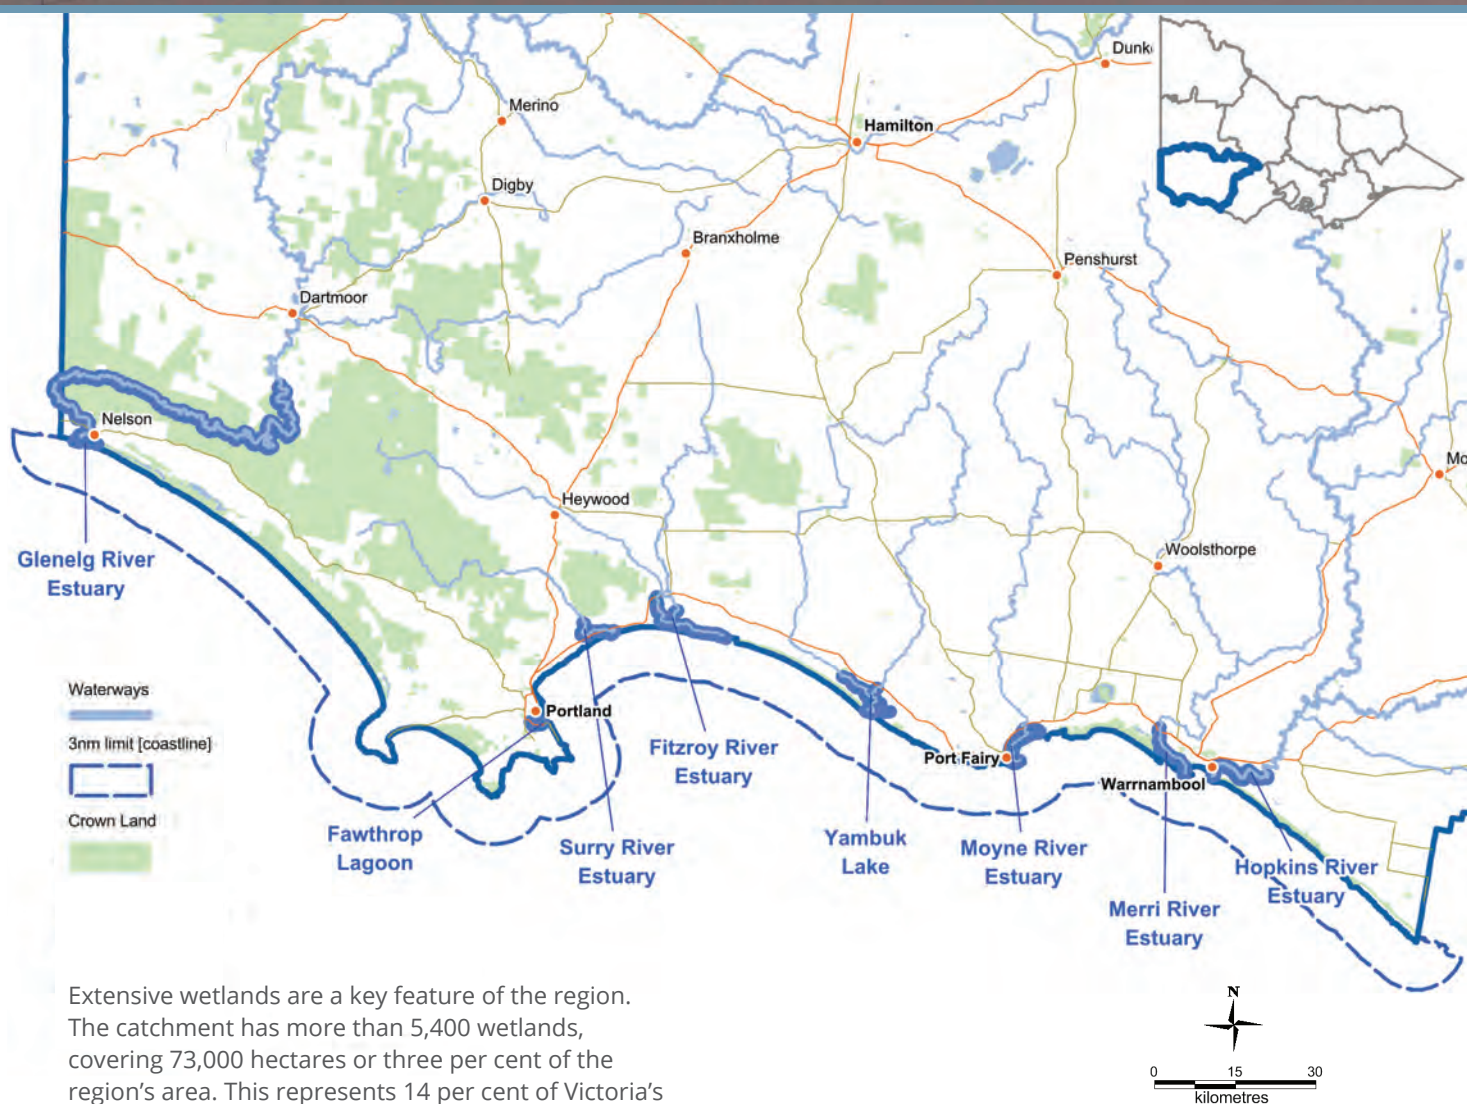 Dunk
Merino
Hamilton
Digby
Branxholme
Penshurst
Dartmoor
Nelson
Mo
Heywood
Glenelg River
Estuary
Woolsthorpe
Waterways
3nm limit [coastline]
Crown Land
Portland
Fitzroy River
Estuary
Port Fairy
Warrnambool
Fawthrop
Lagoon
Surry River
Estuary
Yambuk
Lake
Moyne River
Estuary
Hopkins River
Estuary
Merri River
Estuary
Extensive wetlands are a key feature of the region.
The catchment has more than 5,400 wetlands,
covering 73,000 hectares or three per cent of the
region’s area. This represents 14 per cent of Victoria’s
N
0 15 30
kilometres